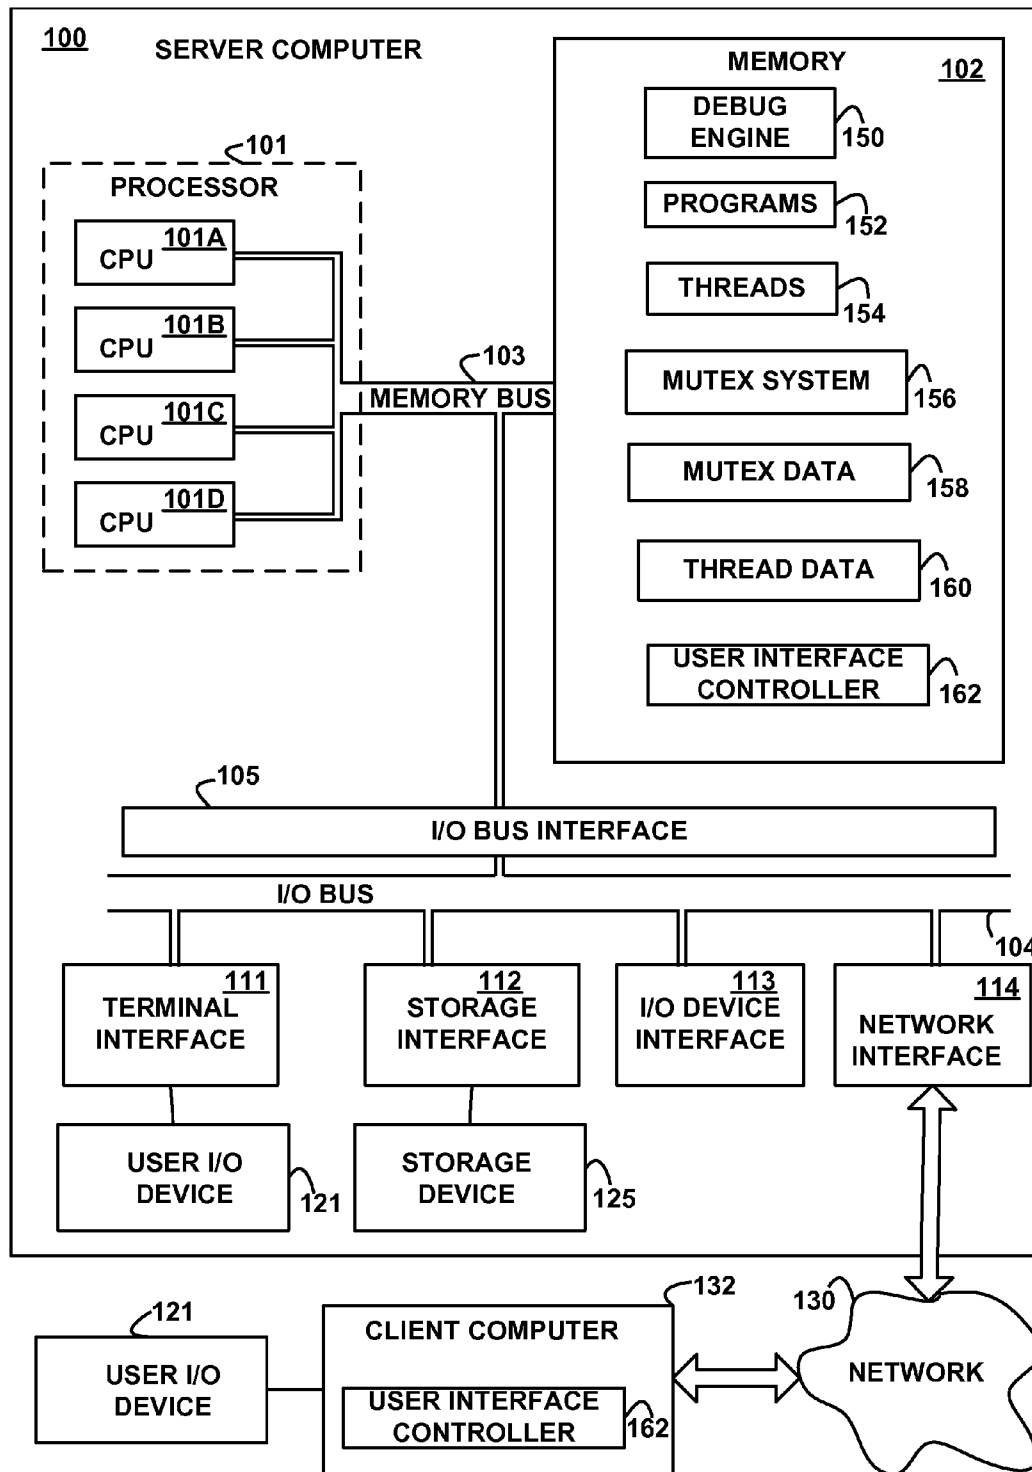 100
SERVER COMPUTER
MEMORY
102
DEBUG
ENGINE
150
PROGRAMS
152
THREADS
154
MUTEX SYSTEM
156
MUTEX DATA
158
THREAD DATA
160
USER INTERFACE
CONTROLLER
162
101
PROCESSOR
CPU 101A
CPU 101B
CPU 101C
CPU 101D
103
MEMORY BUS
105
I/O BUS INTERFACE
I/O BUS
104
111
TERMINAL
INTERFACE
112
STORAGE
INTERFACE
113
I/O DEVICE
INTERFACE
114
NETWORK
INTERFACE
USER I/O
DEVICE
121
STORAGE
DEVICE
125
121
USER I/O
DEVICE
132
CLIENT COMPUTER
USER INTERFACE
CONTROLLER
162
130
NETWORK